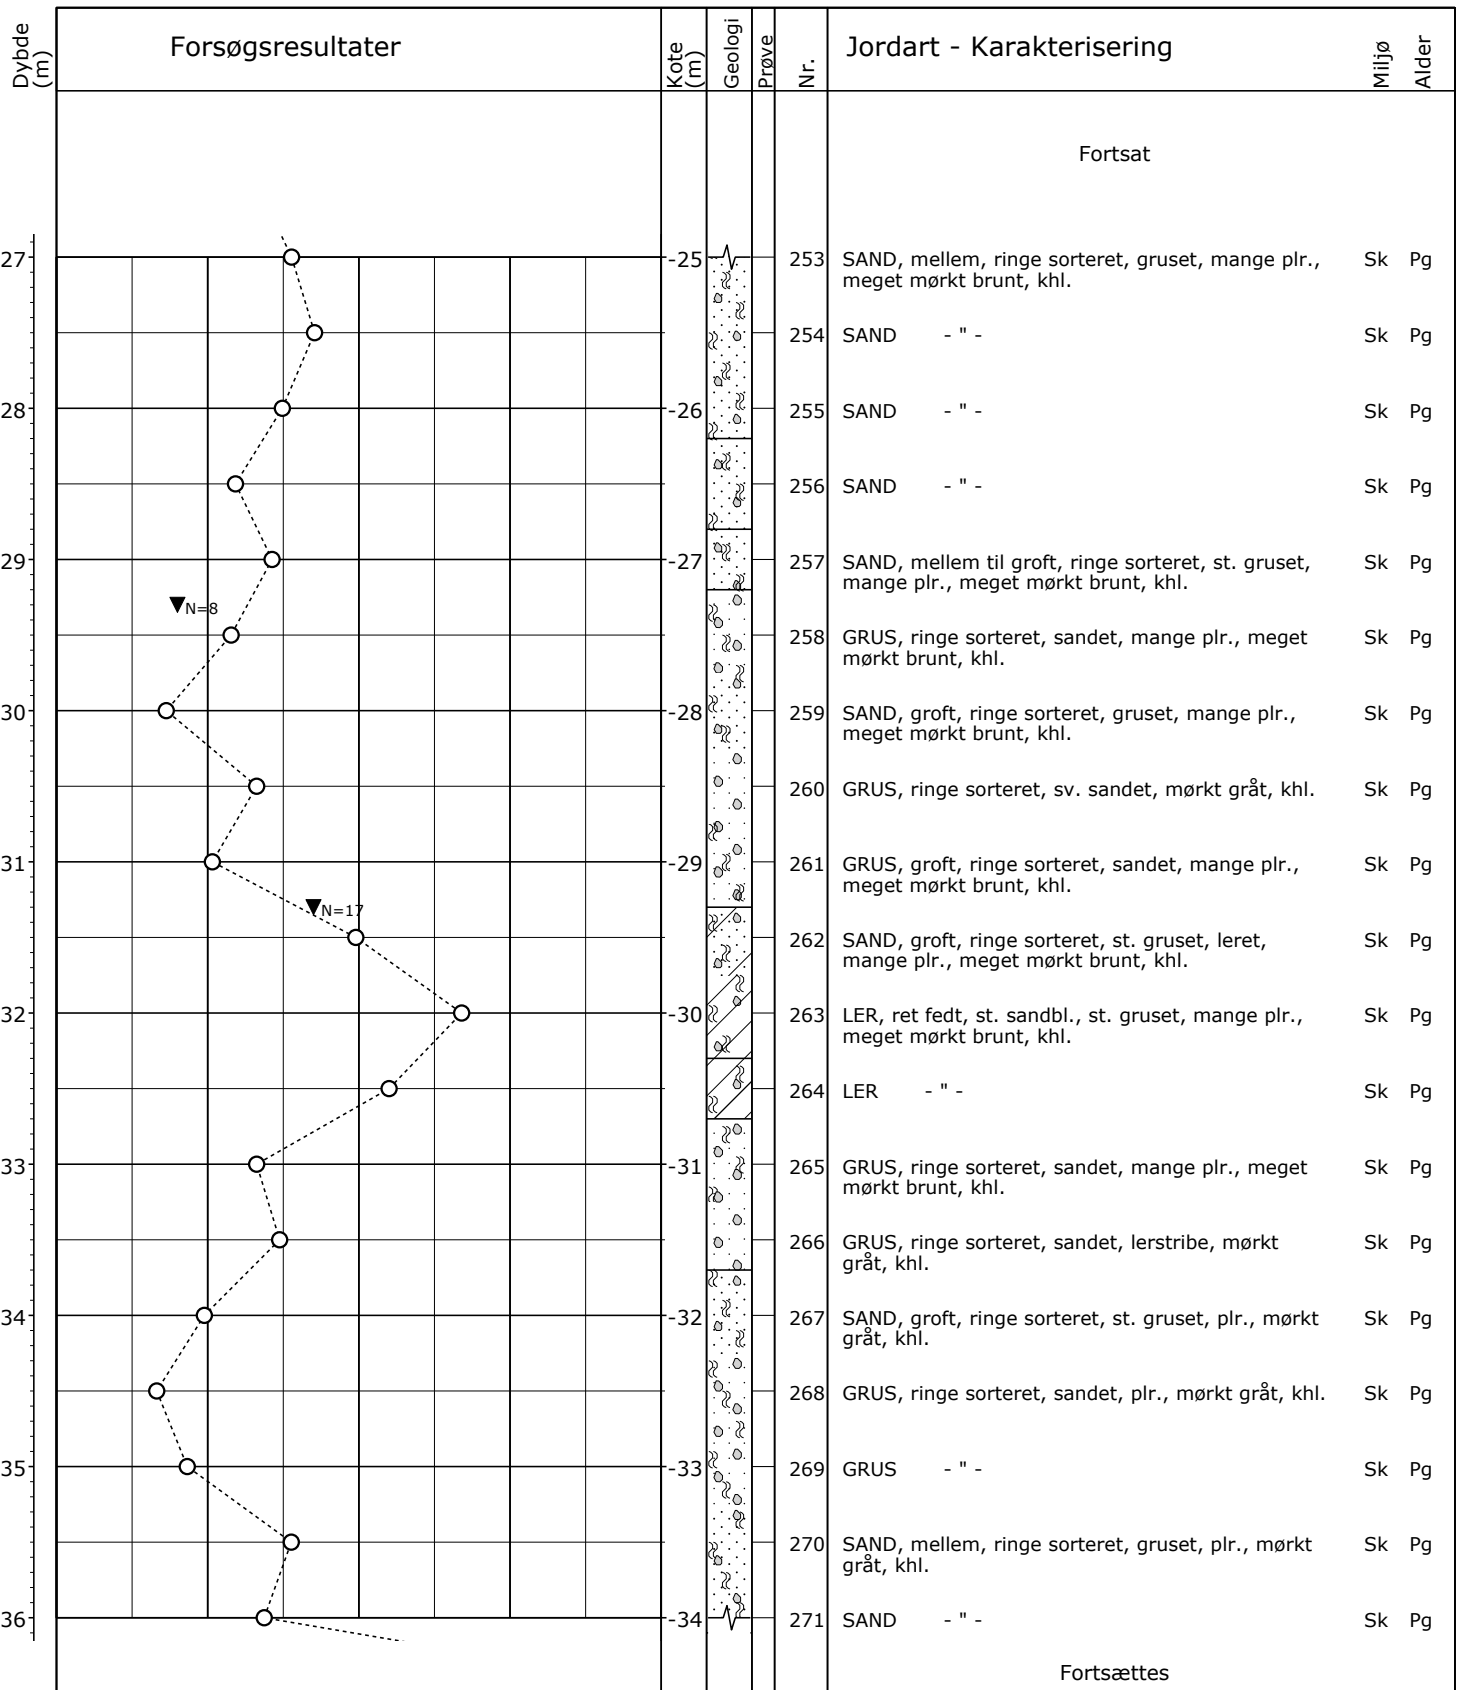 Dybde (m)
Forsøgsresultater
Kote (m)
Geologi
Prøve
Nr.
Jordart - Karakterisering
Miljø
Alder
Fortsat
27 -25 253 SAND, mellem, ringe sorteret, gruset, mange plr., Sk Pg
meget mørkt brunt, khl.
254 SAND - " - Sk Pg
28 -26 255 SAND - " - Sk Pg
256 SAND - " - Sk Pg
29 -27 257 SAND, mellem til groft, ringe sorteret, st. gruset, Sk Pg
mange plr., meget mørkt brunt, khl.
N=8
258 GRUS, ringe sorteret, sandet, mange plr., meget Sk Pg
mørkt brunt, khl.
30 -28 259 SAND, groft, ringe sorteret, gruset, mange plr., Sk Pg
meget mørkt brunt, khl.
260 GRUS, ringe sorteret, sv. sandet, mørkt gråt, khl. Sk Pg
31 -29 261 GRUS, groft, ringe sorteret, sandet, mange plr., Sk Pg
meget mørkt brunt, khl.
N=17
262 SAND, groft, ringe sorteret, st. gruset, leret, Sk Pg
mange plr., meget mørkt brunt, khl.
32 -30 263 LER, ret fedt, st. sandbl., st. gruset, mange plr., Sk Pg
meget mørkt brunt, khl.
264 LER - " - Sk Pg
33 -31 265 GRUS, ringe sorteret, sandet, mange plr., meget Sk Pg
mørkt brunt, khl.
266 GRUS, ringe sorteret, sandet, lerstribe, mørkt Sk Pg
gråt, khl.
34 -32 267 SAND, groft, ringe sorteret, st. gruset, plr., mørkt Sk Pg
gråt, khl.
268 GRUS, ringe sorteret, sandet, plr., mørkt gråt, khl. Sk Pg
35 -33 269 GRUS - " - Sk Pg
270 SAND, mellem, ringe sorteret, gruset, plr., mørkt Sk Pg
gråt, khl.
36 -34 271 SAND - " - Sk Pg
Fortsættes